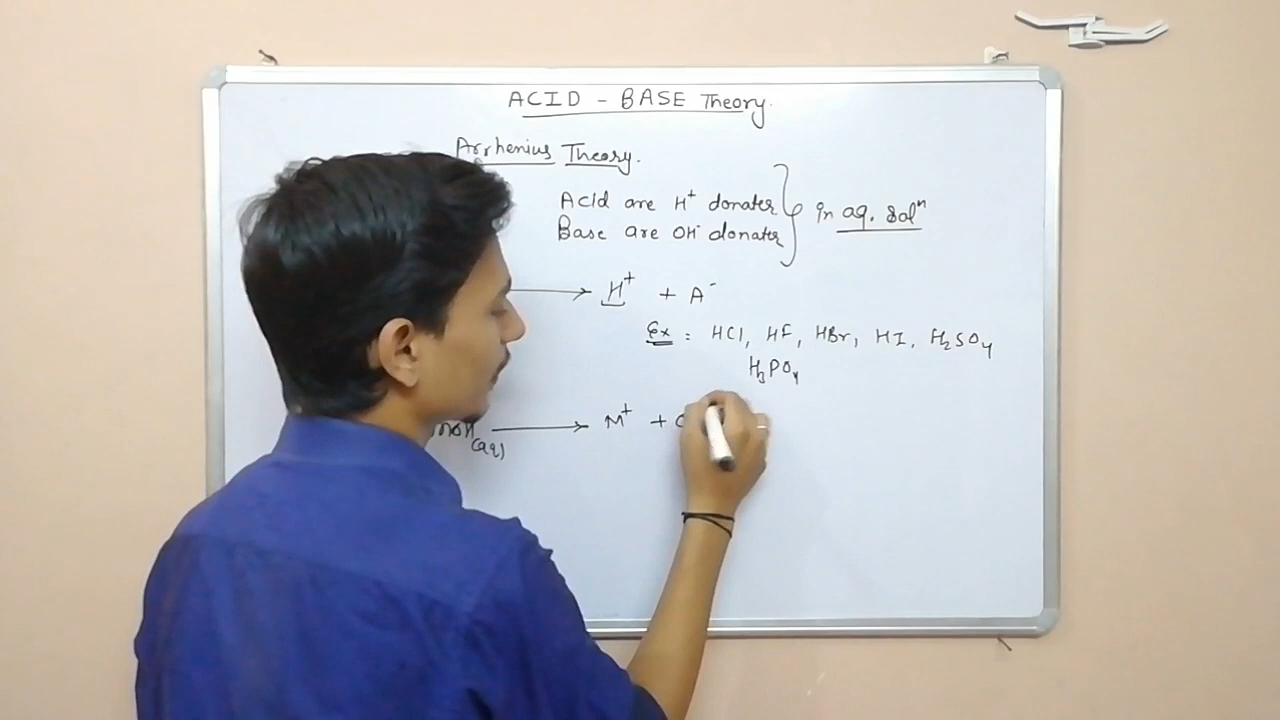 ACID - BASE Theory.
Arrhenius Theory.
Acid are H⁺ donater
Base are OH⁻ donater
in aq. solⁿ
→ H⁺ + A⁻
Ex : HCl, HF, HBr, HI, H₂SO₄
H₃PO₄
MOH (aq) → M⁺ +